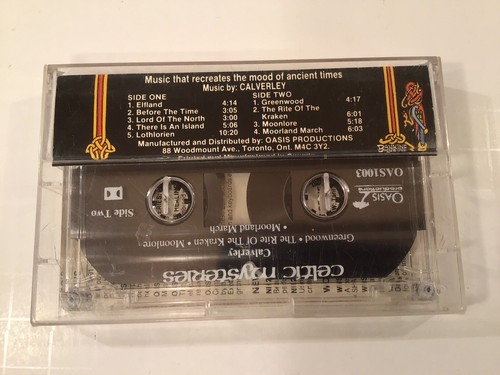 Music that recreates the mood of ancient times
Music by: CALVERLEY
SIDE ONE
1. Elfland 4:14
2. Before The Time 3:05
3. Lord Of The North 3:00
4. There Is An Island 5:06
5. Lothlorien 10:20
SIDE TWO
1. Greenwood 4:17
2. The Rite Of The
Kraken 6:01
3. Moonlore 5:18
4. Moorland March 6:03
Manufactured and Distributed by: OASIS PRODUCTIONS
88 Woodmount Ave., Toronto, Ont. M4C 3Y2.
celtic mysteries
Calverley
Greenwood • The Rite Of The Kraken • Moonlore
• Moorland March
Side Two
OASIS
OAS1003